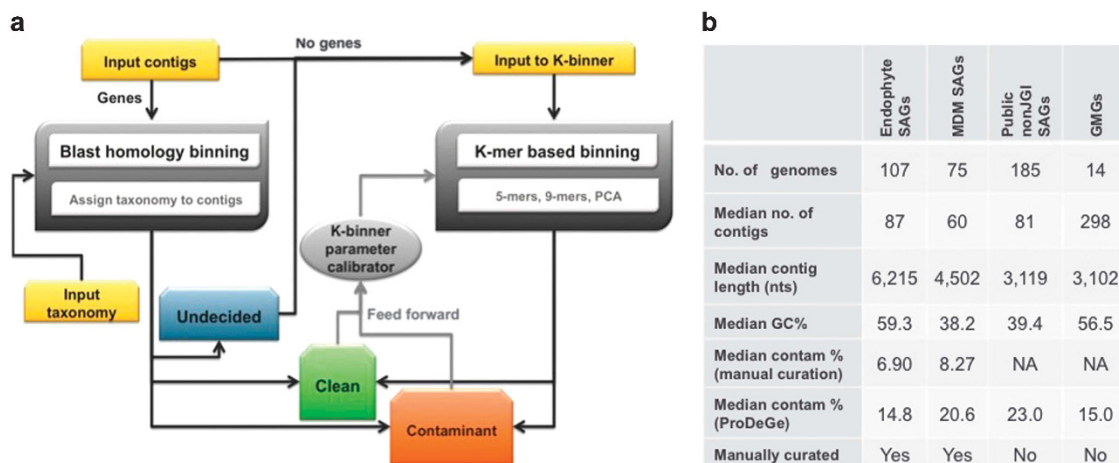 a
Input contigs
No genes
Input to K-binner
Genes
Blast homology binning
Assign taxonomy to contigs
K-mer based binning
5-mers, 9-mers, PCA
K-binner
parameter
calibrator
Input
taxonomy
Undecided
Feed forward
Clean
Contaminant
b
Endophyte
SAGs
MDM SAGs
Public
nonJGI
SAGs
GMGs
No. of genomes 107 75 185 14
Median no. of
contigs 87 60 81 298
Median contig
length (nts) 6,215 4,502 3,119 3,102
Median GC% 59.3 38.2 39.4 56.5
Median contam %
(manual curation) 6.90 8.27 NA NA
Median contam %
(ProDeGe) 14.8 20.6 23.0 15.0
Manually curated Yes Yes No No